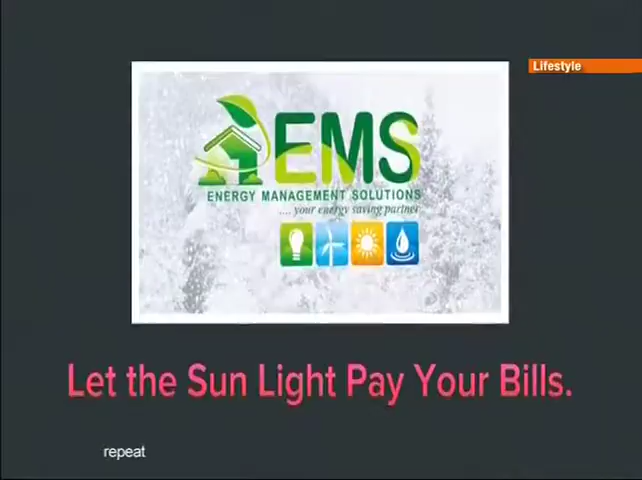 Lifestyle
EMS
ENERGY MANAGEMENT SOLUTIONS
.... your energy saving partner
Let the Sun Light Pay Your Bills.
repeat